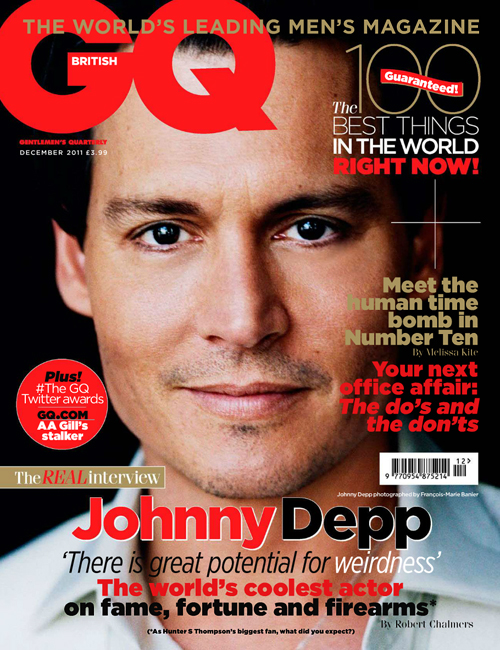 THE WORLD'S LEADING MEN'S MAGAZINE
GQ
BRITISH
GENTLEMEN'S QUARTERLY
DECEMBER 2011 £3.99
The 100
Guaranteed!
BEST THINGS
IN THE WORLD
RIGHT NOW!
Meet the
human time
bomb in
Number Ten
By Melissa Kite
Your next
office affair:
The do's and
the don'ts
Plus!
#The GQ
Twitter awards
GQ.COM
AA Gill's
stalker
12>
9 770954 875214
Johnny Depp photographed by François-Marie Banier
The REAL interview
Johnny Depp
'There is great potential for weirdness'
The world's coolest actor
on fame, fortune and firearms*
By Robert Chalmers
(*As Hunter S Thompson's biggest fan, what did you expect?)